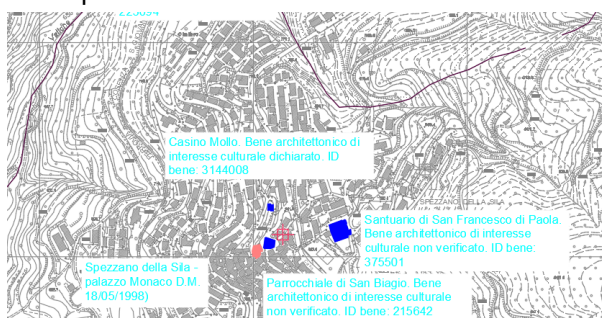 Casino Mollo. Bene architettonico di
interesse culturale dichiarato. ID
bene: 3144008
SPEZZANO DELLA SILA
Santuario di San Francesco di Paola.
Bene architettonico di interesse
culturale non verificato. ID bene:
375501
Spezzano della Sila -
palazzo Monaco D.M.
18/05/1998)
Parrocchiale di San Biagio. Bene
architettonico di interesse culturale
non verificato. ID bene: 215642